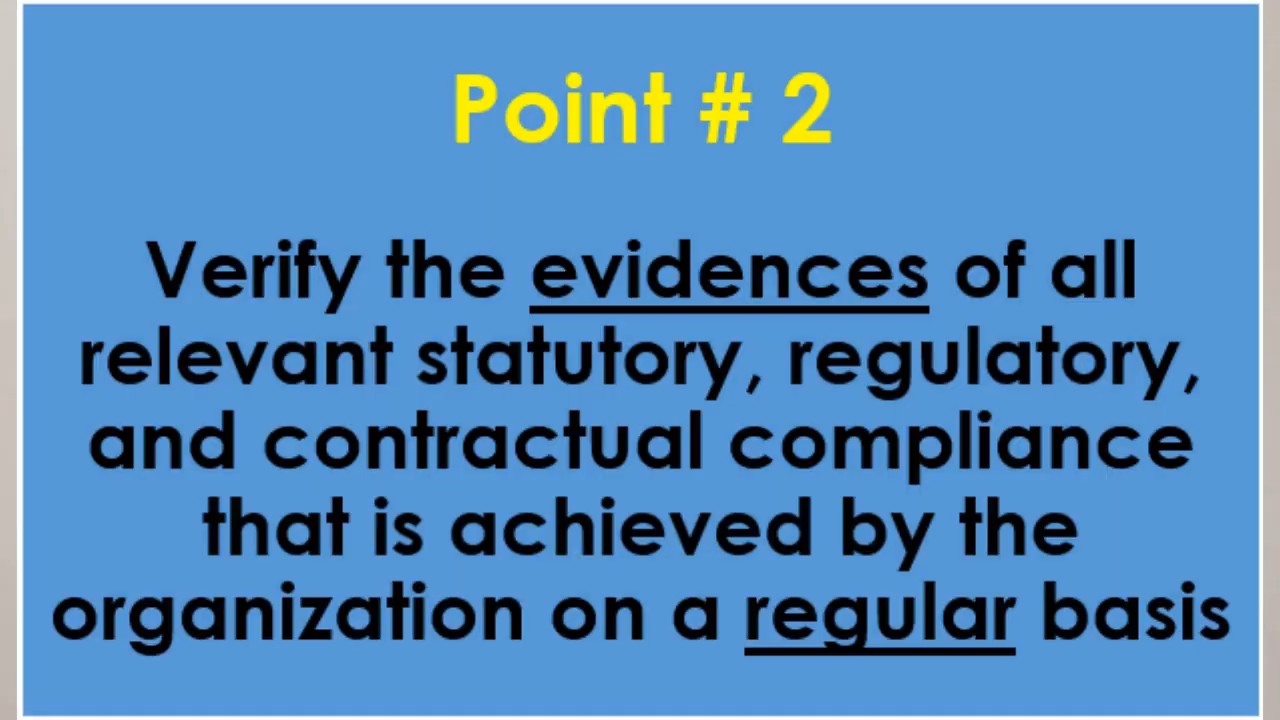 Point # 2
Verify the evidences of all
relevant statutory, regulatory,
and contractual compliance
that is achieved by the
organization on a regular basis